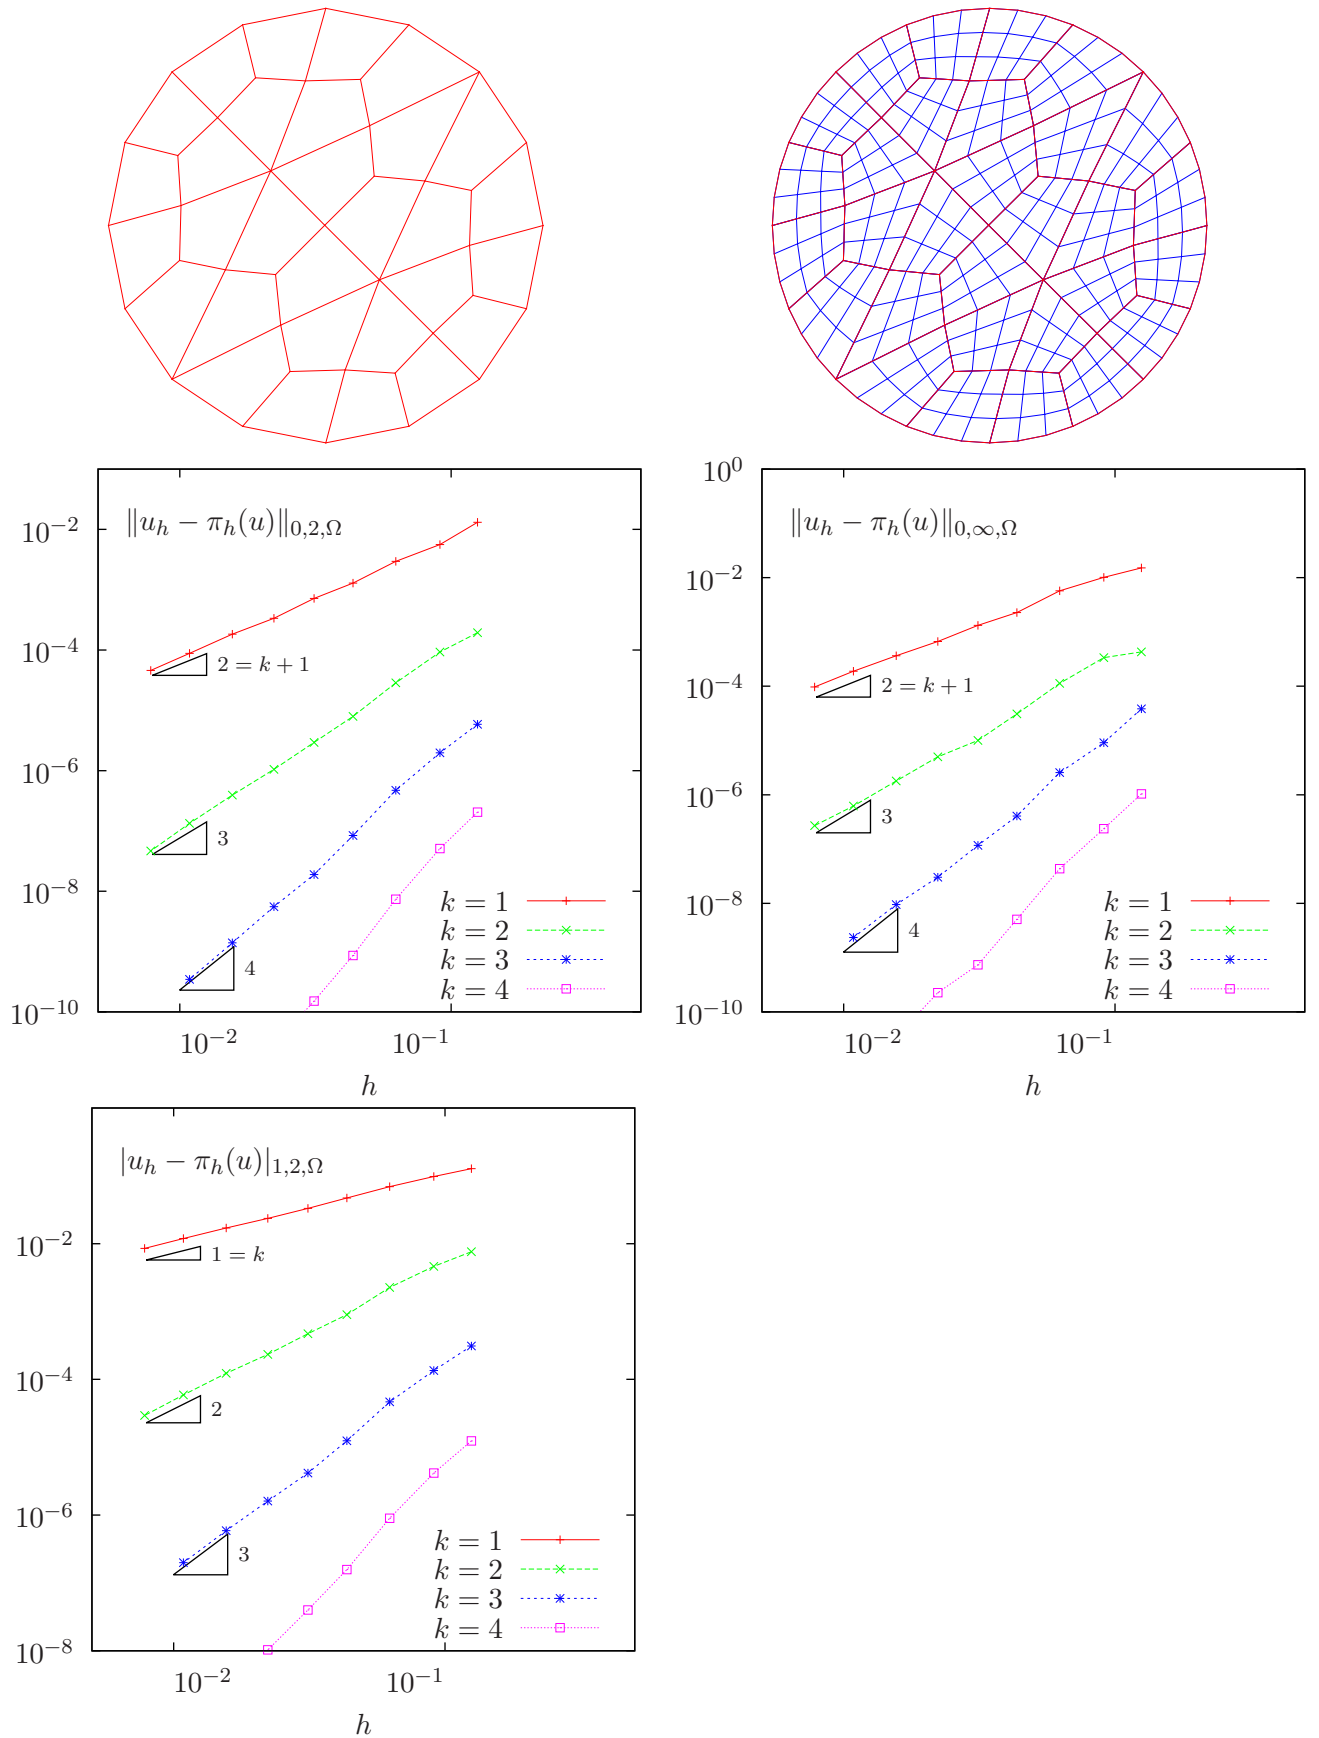 ‖u_h − π_h(u)‖_{0,2,Ω}
10^{−2}
10^{−4}
10^{−6}
10^{−8}
10^{−10}
2 = k + 1
3
4
k = 1
k = 2
k = 3
k = 4
10^{−2} 10^{−1}
h
‖u_h − π_h(u)‖_{0,∞,Ω}
10^{0}
10^{−2}
10^{−4}
10^{−6}
10^{−8}
10^{−10}
2 = k + 1
3
4
k = 1
k = 2
k = 3
k = 4
10^{−2} 10^{−1}
h
|u_h − π_h(u)|_{1,2,Ω}
10^{−2}
10^{−4}
10^{−6}
10^{−8}
1 = k
2
3
k = 1
k = 2
k = 3
k = 4
10^{−2} 10^{−1}
h